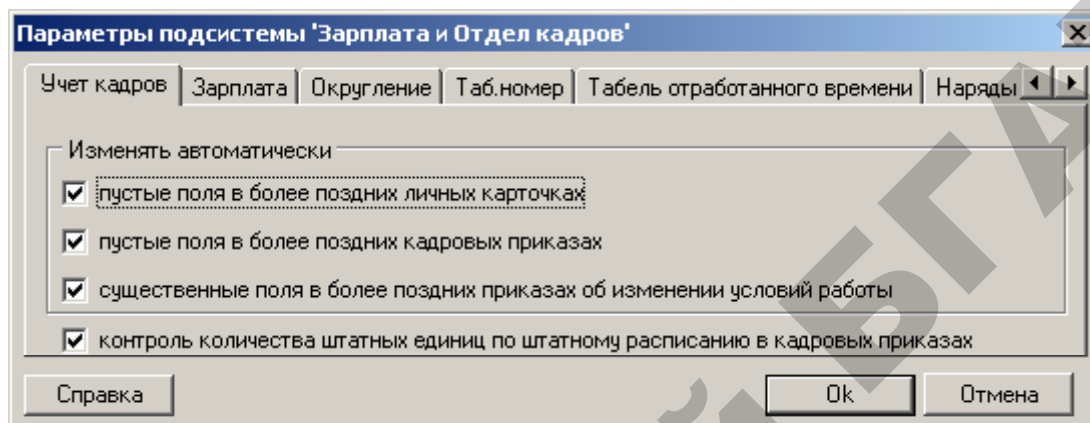 Параметры подсистемы 'Зарплата и Отдел кадров'
Учет кадров Зарплата Округление Таб.номер Табель отработанного времени Наряды
Изменять автоматически
пустые поля в более поздних личных карточках
пустые поля в более поздних кадровых приказах
существенные поля в более поздних приказах об изменении условий работы
контроль количества штатных единиц по штатному расписанию в кадровых приказах
Справка Ok Отмена